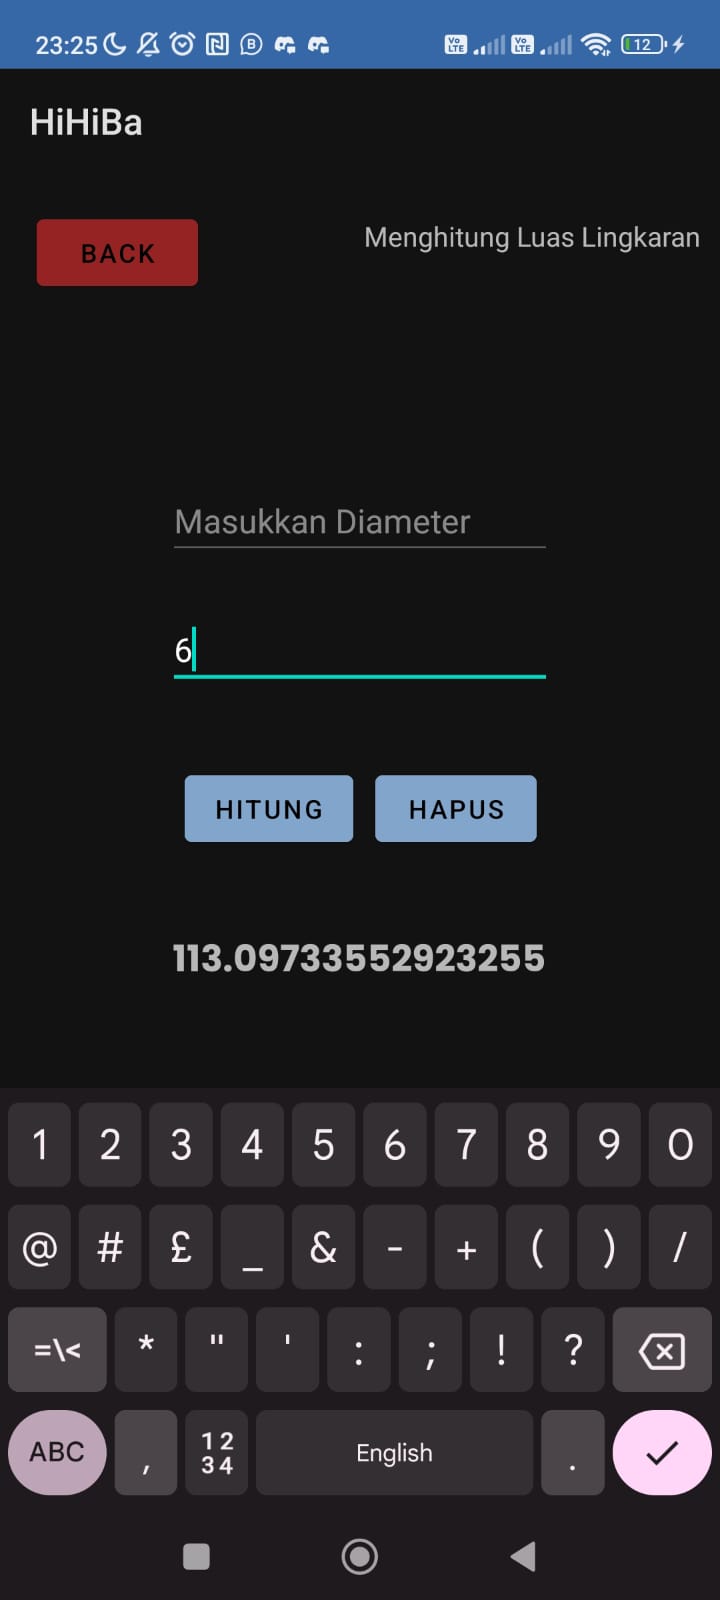 23:25 B Vo LTE Vo LTE 12
HiHiBa
BACK
Menghitung Luas Lingkaran
Masukkan Diameter
6
HITUNG HAPUS
113.09733552923255
1 2 3 4 5 6 7 8 9 0
@ # £ _ & - + ( ) /
=\< * " ' : ; ! ?
ABC , 12 34 English .